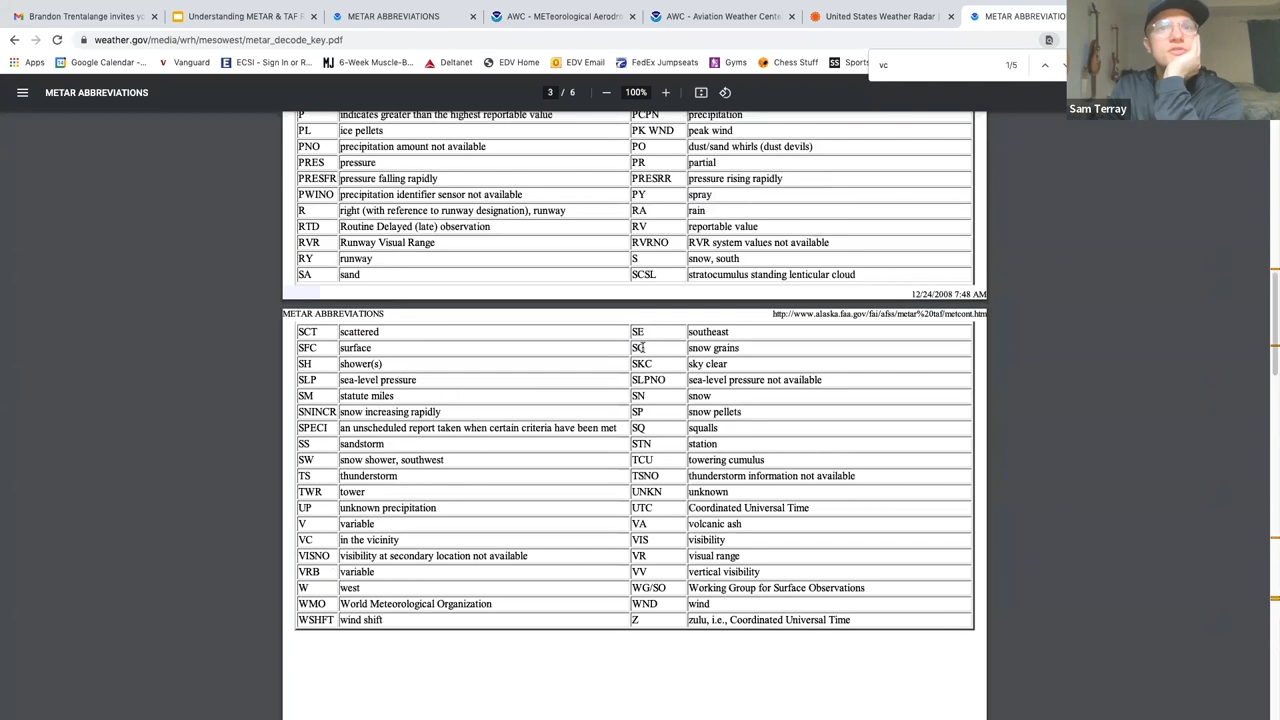 Brandon Trentalange invites yo
Understanding METAR & TAF F
METAR ABBREVIATIONS
AWC - METeorological Aerodr
AWC - Aviation Weather Cente
United States Weather Radar
METAR ABBREVIATIONS
weather.gov/media/wrh/mesowest/metar_decode_key.pdf
Apps
Google Calendar -...
Vanguard
ECSI - Sign In or R...
6-Week Muscle-B...
Deltanet
EDV Home
EDV Email
FedEx Jumpseats
Gyms
Chess Stuff
Sports
vc
1/5
METAR ABBREVIATIONS
3 / 6
100%
Sam Terray
P indicates greater than the highest reportable value PCPN precipitation
PL ice pellets PK WND peak wind
PNO precipitation amount not available PO dust/sand whirls (dust devils)
PRES pressure PR partial
PRESFR pressure falling rapidly PRESRR pressure rising rapidly
PWINO precipitation identifier sensor not available PY spray
R right (with reference to runway designation), runway RA rain
RTD Routine Delayed (late) observation RV reportable value
RVR Runway Visual Range RVRNO RVR system values not available
RY runway S snow, south
SA sand SCSL stratocumulus standing lenticular cloud
12/24/2008 7:48 AM
METAR ABBREVIATIONS http://www.alaska.faa.gov/fai/afss/metar%20taf/metcont.htm
SCT scattered SE southeast
SFC surface SG snow grains
SH shower(s) SKC sky clear
SLP sea-level pressure SLPNO sea-level pressure not available
SM statute miles SN snow
SNINCR snow increasing rapidly SP snow pellets
SPECI an unscheduled report taken when certain criteria have been met SQ squalls
SS sandstorm STN station
SW snow shower, southwest TCU towering cumulus
TS thunderstorm TSNO thunderstorm information not available
TWR tower UNKN unknown
UP unknown precipitation UTC Coordinated Universal Time
V variable VA volcanic ash
VC in the vicinity VIS visibility
VISNO visibility at secondary location not available VR visual range
VRB variable VV vertical visibility
W west WG/SO Working Group for Surface Observations
WMO World Meteorological Organization WND wind
WSHFT wind shift Z zulu, i.e., Coordinated Universal Time